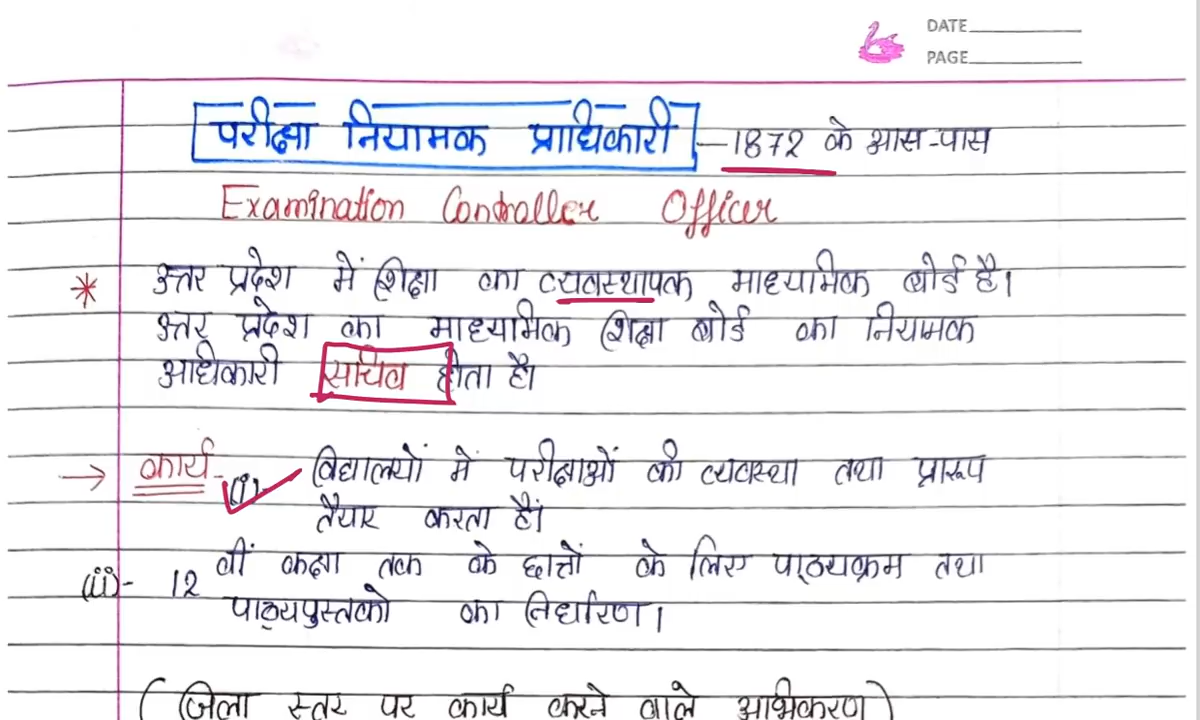 DATE
PAGE
परीक्षा नियामक प्राधिकारी – 1872 के आस-पास
Examination Controller Officer
* उत्तर प्रदेश में शिक्षा का व्यवस्थापक माध्यमिक बोर्ड है।
उत्तर प्रदेश का माध्यमिक शिक्षा बोर्ड का नियामक
अधिकारी सचिव होता है।
→ कार्य - (i)- विद्यालयों में परीक्षाओं की व्यवस्था तथा प्रारूप
तैयार करता हैं।
(ii)- 12 वीं कक्षा तक के छात्रों के लिए पाठ्यक्रम तथा
पाठ्यपुस्तको का निर्धारण।
(जिला स्तर पर कार्य करने वाले अभिकरण)